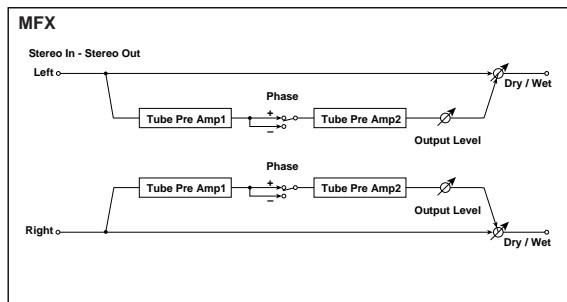 MFX
Stereo In - Stereo Out
Left
Dry / Wet
Phase
+
Tube Pre Amp1
Tube Pre Amp2
−
Output Level
Phase
+
Tube Pre Amp1
Tube Pre Amp2
−
Output Level
Right
Dry / Wet